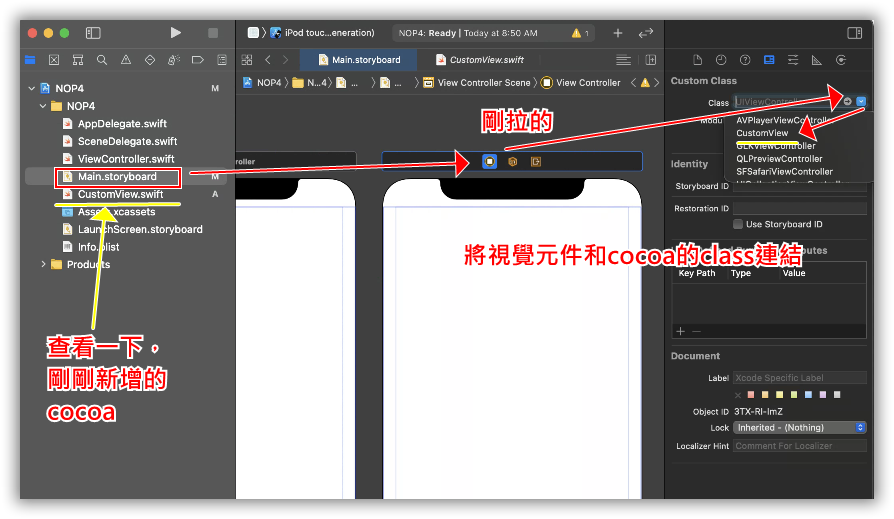 iPod touc...eneration)
NOP4: Ready | Today at 8:50 AM
1
Main.storyboard
CustomView.swift
NOP4
N...4
...
...
View Controller Scene
View Controller
NOP4
M
NOP4
AppDelegate.swift
SceneDelegate.swift
ViewController.swift
Main.storyboard
M
CustomView.swift
A
Assets.xcassets
LaunchScreen.storyboard
Info.plist
Products
查看一下，
剛剛新增的
cocoa
剛拉的
將視覺元件和cocoa的class連結
Custom Class
Class
UIViewController
AVPlayerViewController
CustomView
GLKViewController
QLPreviewController
SFSafariViewController
Identity
Storyboard ID
Restoration ID
Use Storyboard ID
Key Path
Type
Value
Document
Label
Xcode Specific Label
Object ID
3TX-RI-ImZ
Lock
Inherited - (Nothing)
Localizer Hint
Comment For Localizer